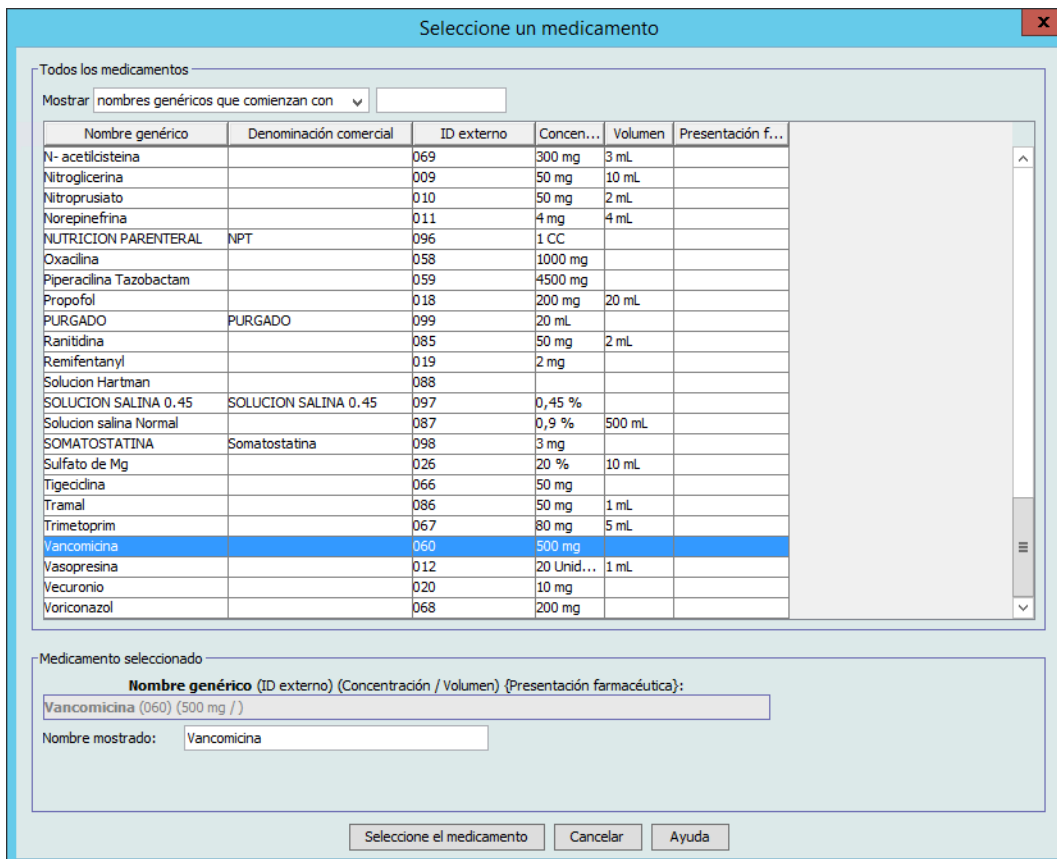 Seleccione un medicamento
x
Todos los medicamentos
Mostrar nombres genéricos que comienzan con
Nombre genérico Denominación comercial ID externo Concen... Volumen Presentación f...
N- acetilcisteina 069 300 mg 3 mL
Nitroglicerina 009 50 mg 10 mL
Nitroprusiato 010 50 mg 2 mL
Norepinefrina 011 4 mg 4 mL
NUTRICION PARENTERAL NPT 096 1 CC
Oxacilina 058 1000 mg
Piperacilina Tazobactam 059 4500 mg
Propofol 018 200 mg 20 mL
PURGADO PURGADO 099 20 mL
Ranitidina 085 50 mg 2 mL
Remifentanyl 019 2 mg
Solucion Hartman 088
SOLUCION SALINA 0.45 SOLUCION SALINA 0.45 097 0,45 %
Solucion salina Normal 087 0,9 % 500 mL
SOMATOSTATINA Somatostatina 098 3 mg
Sulfato de Mg 026 20 % 10 mL
Tigeciclina 066 50 mg
Tramal 086 50 mg 1 mL
Trimetoprim 067 80 mg 5 mL
Vancomicina 060 500 mg
Vasopresina 012 20 Unid... 1 mL
Vecuronio 020 10 mg
Voriconazol 068 200 mg
Medicamento seleccionado
Nombre genérico (ID externo) (Concentración / Volumen) {Presentación farmacéutica}:
Vancomicina (060) (500 mg / )
Nombre mostrado: Vancomicina
Seleccione el medicamento Cancelar Ayuda